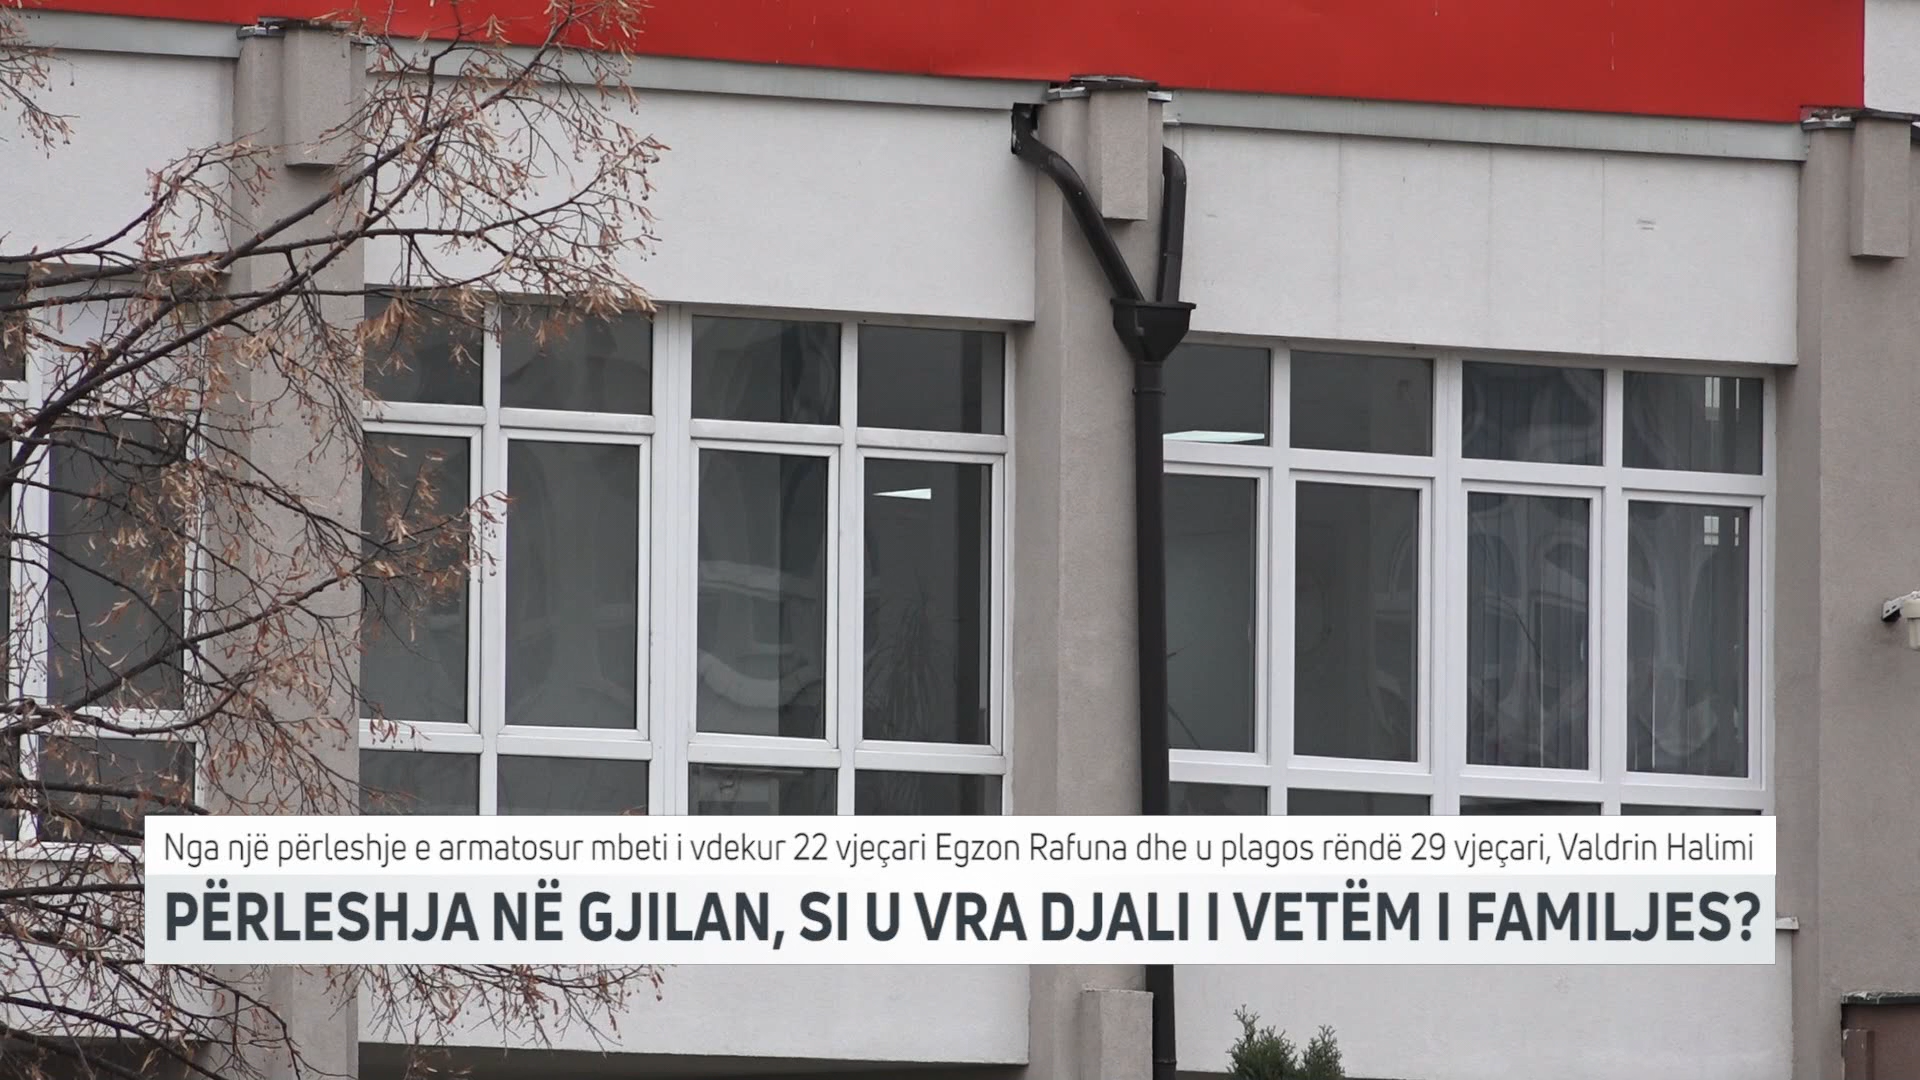 Nga një përleshje e armatosur mbeti i vdekur 22 vjeçari Egzon Rafuna dhe u plagos rëndë 29 vjeçari, Valdrin Halimi
PËRLESHJA NË GJILAN, SI U VRA DJALI I VETËM I FAMILJES?